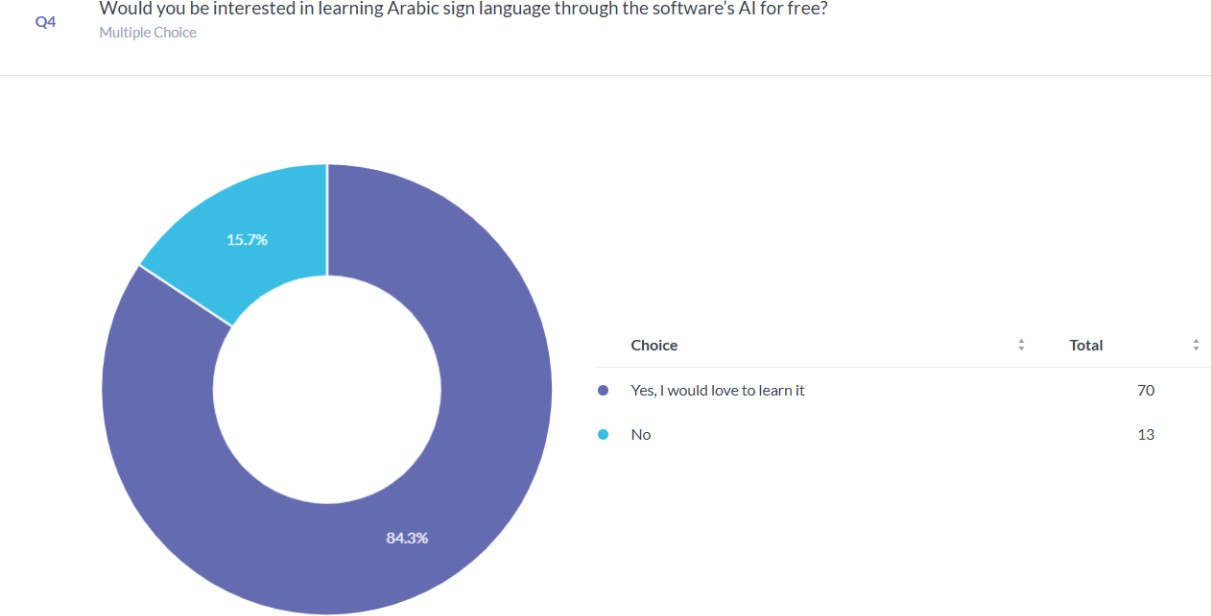 Q4
Would you be interested in learning Arabic sign language through the software's AI for free?
Multiple Choice
15.7%
84.3%
Choice Total
Yes, I would love to learn it 70
No 13